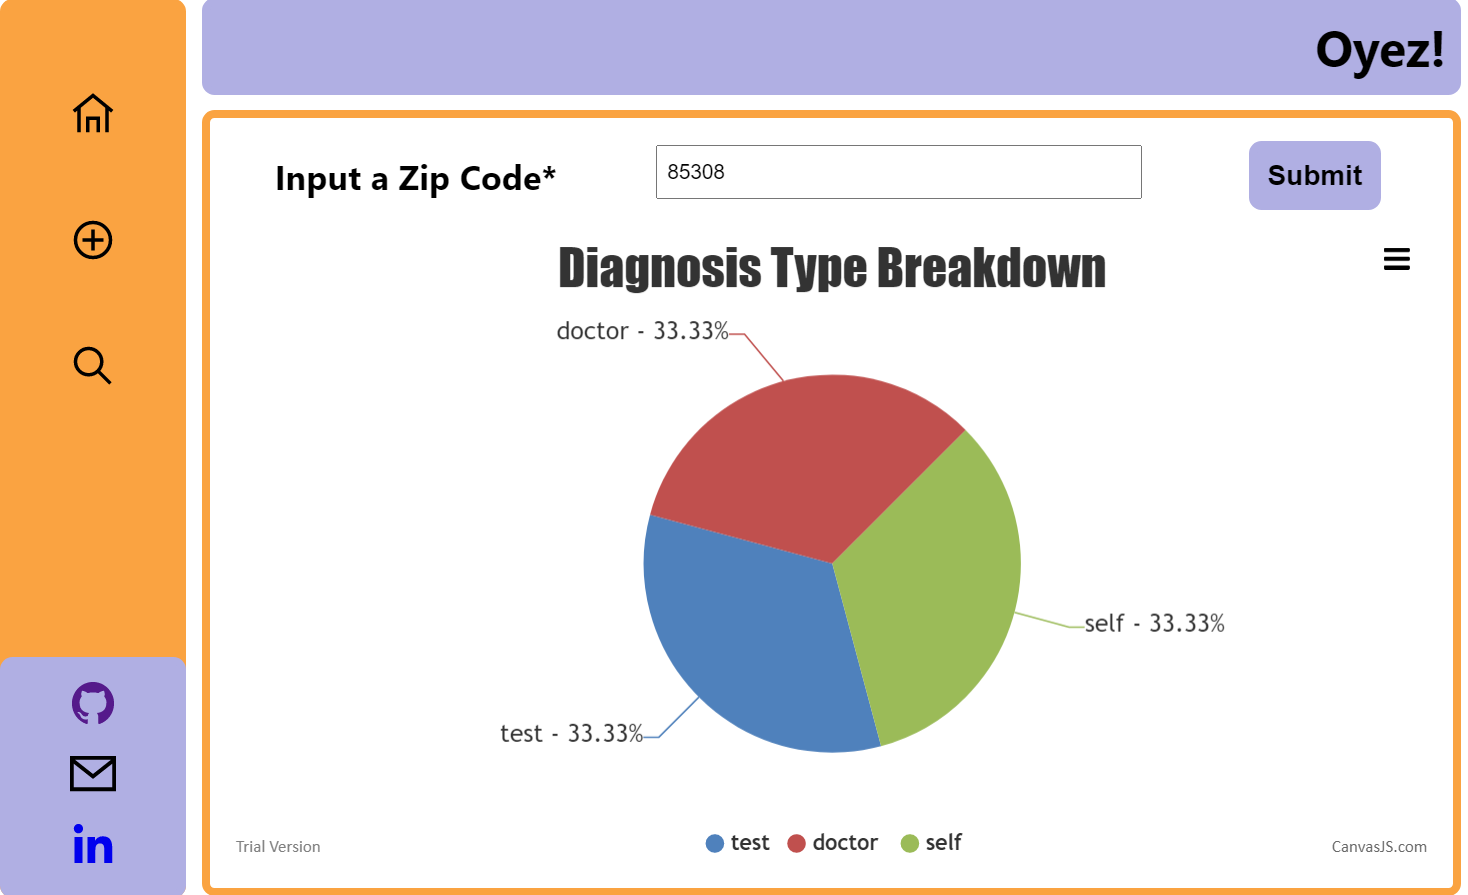 Oyez!
Input a Zip Code*
85308
Submit
Diagnosis Type Breakdown
doctor - 33.33%
self - 33.33%
test - 33.33%
test doctor self
Trial Version
CanvasJS.com
in